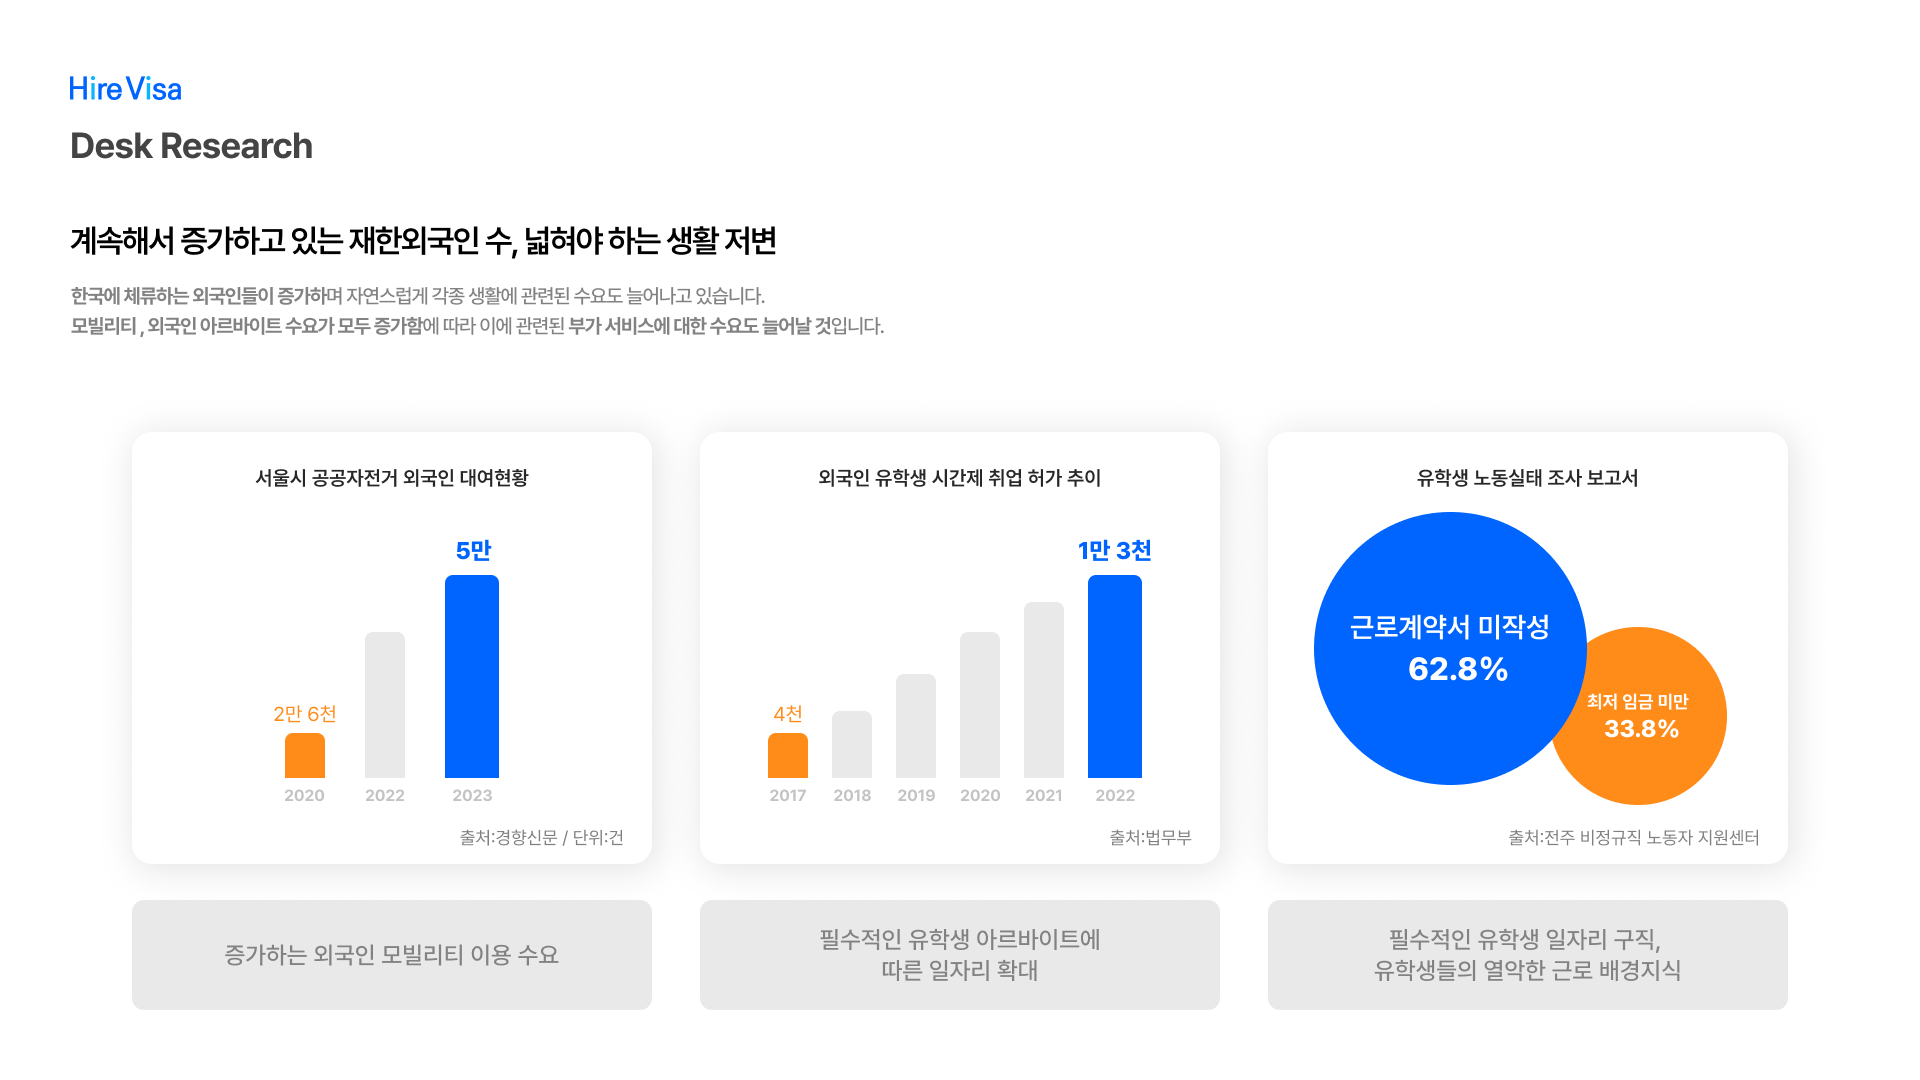 Hire Visa
Desk Research
계속해서 증가하고 있는 재한외국인 수, 넓혀야 하는 생활 저변
한국에 체류하는 외국인들이 증가하며 자연스럽게 각종 생활에 관련된 수요도 늘어나고 있습니다.
모빌리티 , 외국인 아르바이트 수요가 모두 증가함에 따라 이에 관련된 부가 서비스에 대한 수요도 늘어날 것입니다.
서울시 공공자전거 외국인 대여현황
5만
2만 6천
2020 2022 2023
출처:경향신문 / 단위:건
증가하는 외국인 모빌리티 이용 수요
외국인 유학생 시간제 취업 허가 추이
1만 3천
4천
2017 2018 2019 2020 2021 2022
출처:법무부
필수적인 유학생 아르바이트에
따른 일자리 확대
유학생 노동실태 조사 보고서
근로계약서 미작성
62.8%
최저 임금 미만
33.8%
출처:전주 비정규직 노동자 지원센터
필수적인 유학생 일자리 구직,
유학생들의 열악한 근로 배경지식